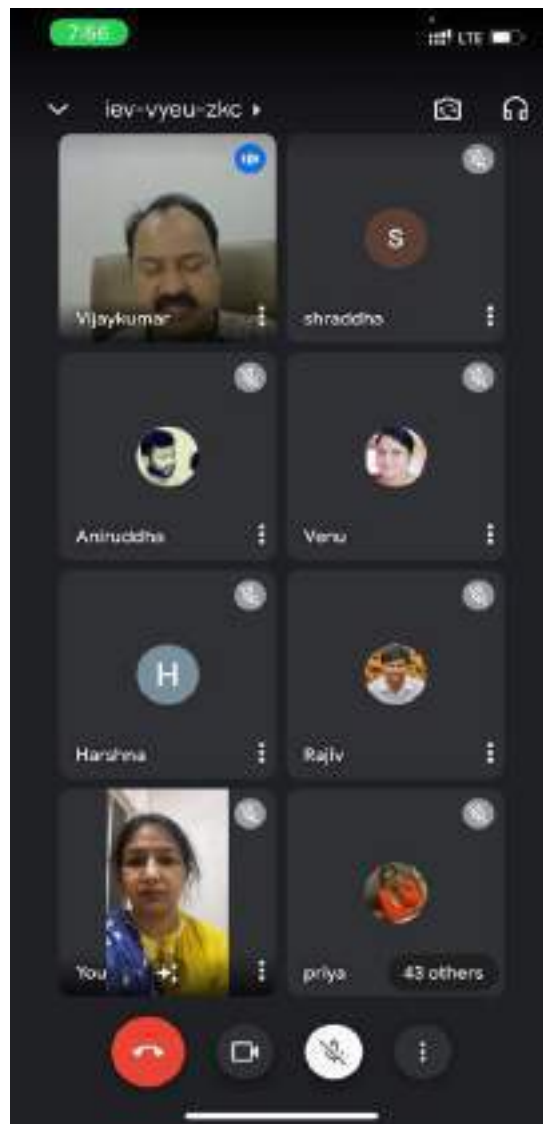 7:56
LTE
iev-vyeu-zkc
S
Vijaykumar
shraddha
Aniruddha
Venu
H
Harshna
Rajiv
You
priya
43 others